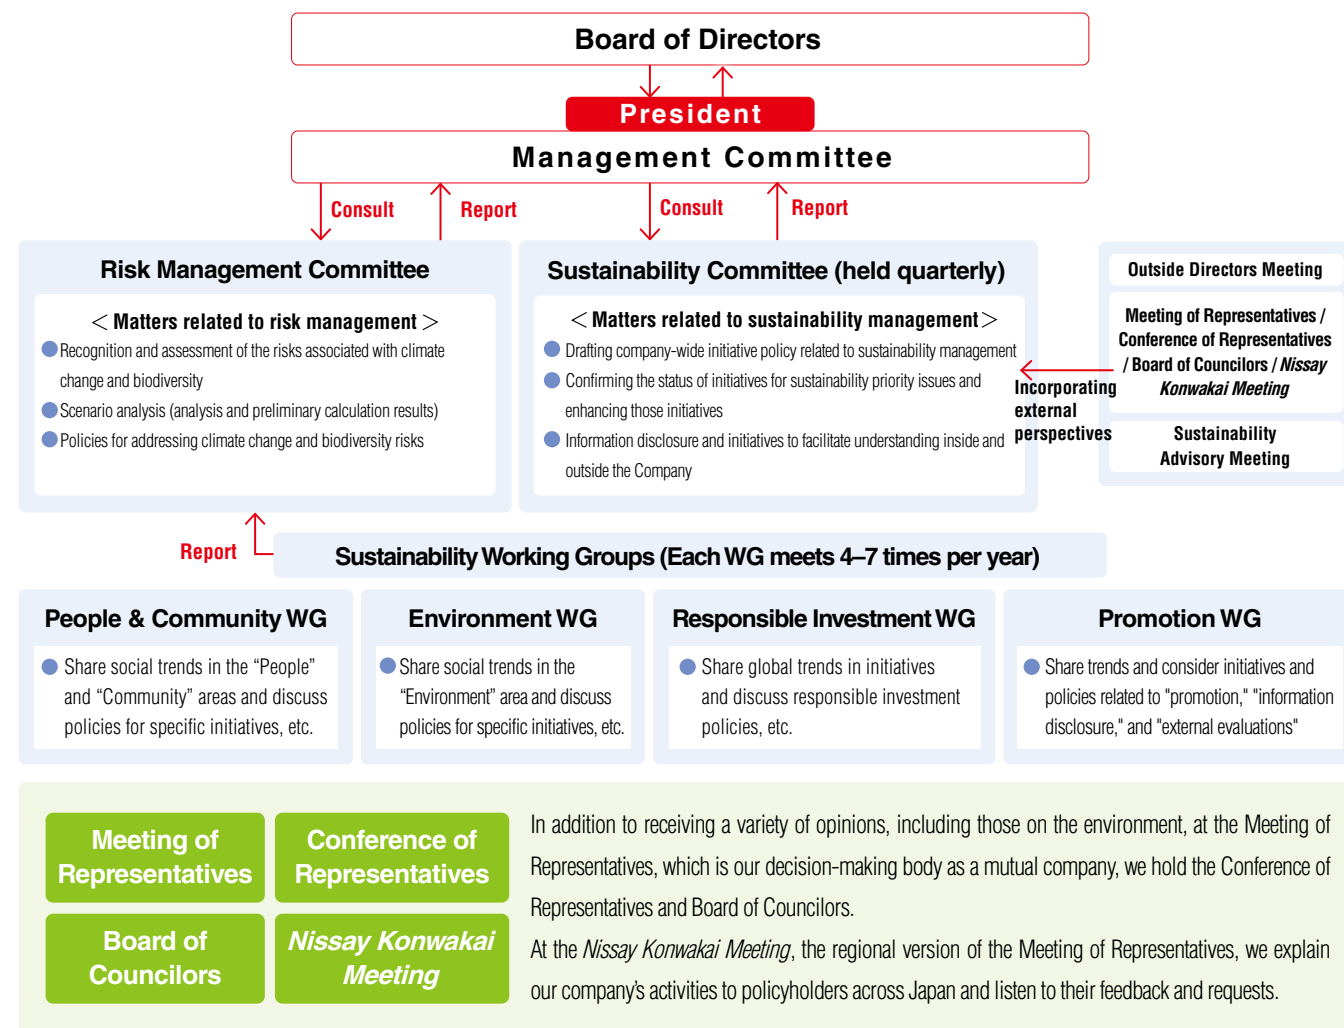 Board of Directors
President
Management Committee
Consult
Report
Consult
Report
Risk Management Committee
< Matters related to risk management >
Recognition and assessment of the risks associated with climate
change and biodiversity
Scenario analysis (analysis and preliminary calculation results)
Policies for addressing climate change and biodiversity risks
Sustainability Committee (held quarterly)
< Matters related to sustainability management >
Drafting company-wide initiative policy related to sustainability management
Confirming the status of initiatives for sustainability priority issues and
enhancing those initiatives
Information disclosure and initiatives to facilitate understanding inside and
outside the Company
Incorporating
external
perspectives
Outside Directors Meeting
Meeting of Representatives /
Conference of Representatives
/ Board of Councilors / Nissay
Konwakai Meeting
Sustainability
Advisory Meeting
Report
Sustainability Working Groups (Each WG meets 4–7 times per year)
People & Community WG
Share social trends in the “People”
and “Community” areas and discuss
policies for specific initiatives, etc.
Environment WG
Share social trends in the
“Environment” area and discuss
policies for specific initiatives, etc.
Responsible Investment WG
Share global trends in initiatives
and discuss responsible investment
policies, etc.
Promotion WG
Share trends and consider initiatives and
policies related to "promotion," "information
disclosure," and "external evaluations"
Meeting of
Representatives
Conference of
Representatives
Board of
Councilors
Nissay Konwakai
Meeting
In addition to receiving a variety of opinions, including those on the environment, at the Meeting of
Representatives, which is our decision-making body as a mutual company, we hold the Conference of
Representatives and Board of Councilors.
At the Nissay Konwakai Meeting, the regional version of the Meeting of Representatives, we explain
our company’s activities to policyholders across Japan and listen to their feedback and requests.